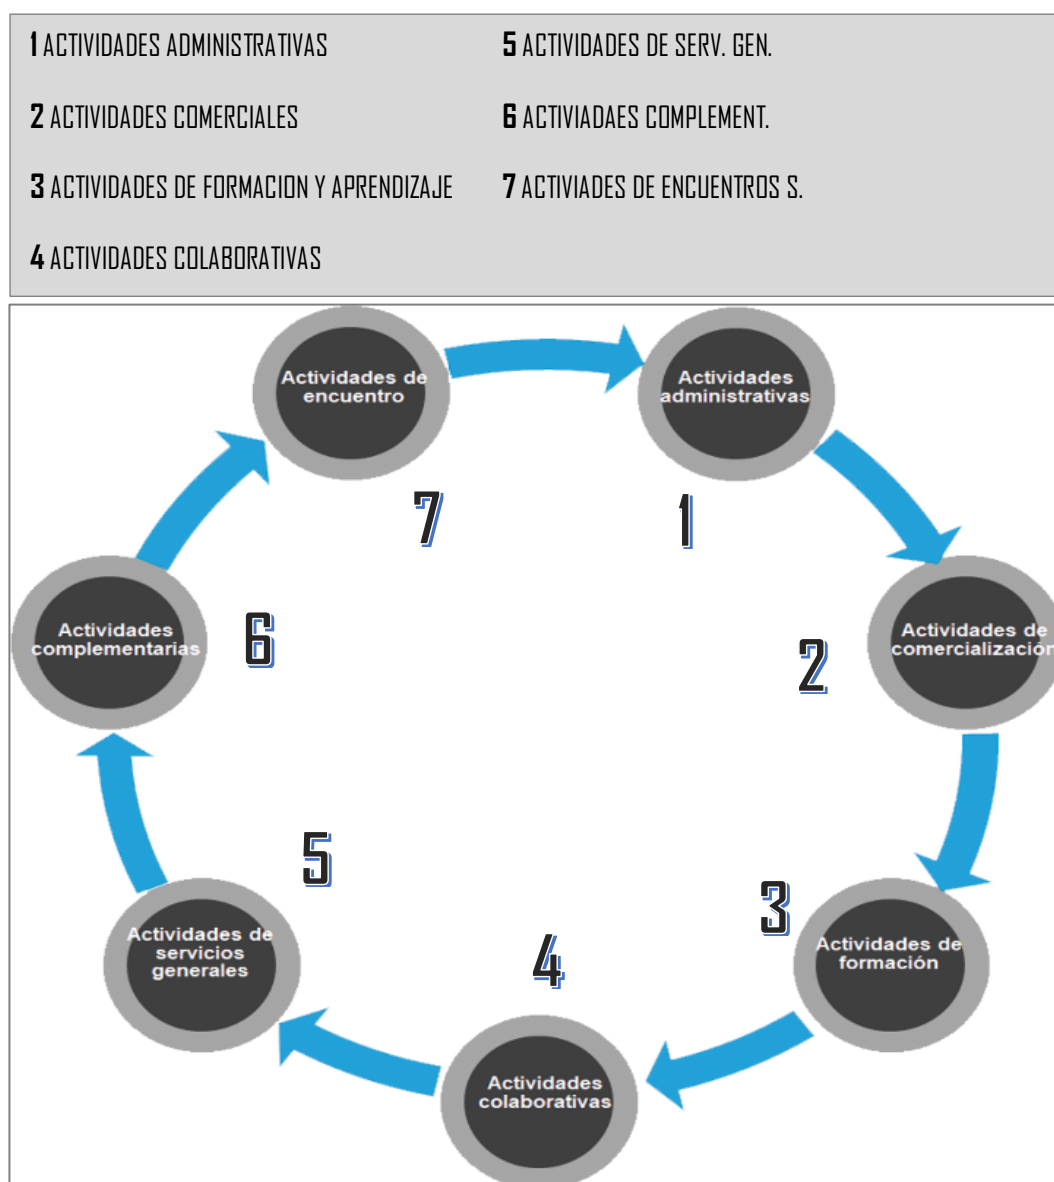 1 ACTIVIDADES ADMINISTRATIVAS
2 ACTIVIDADES COMERCIALES
3 ACTIVIDADES DE FORMACION Y APRENDIZAJE
4 ACTIVIDADES COLABORATIVAS
5 ACTIVIDADES DE SERV. GEN.
6 ACTIVIADAES COMPLEMENT.
7 ACTIVIADES DE ENCUENTROS S.
Actividades de
encuentro
7
Actividades
administrativas
1
Actividades de
comercialización
2
Actividades de
formación
3
Actividades
colaborativas
4
Actividades de
servicios
generales
5
Actividades
complementarias
6